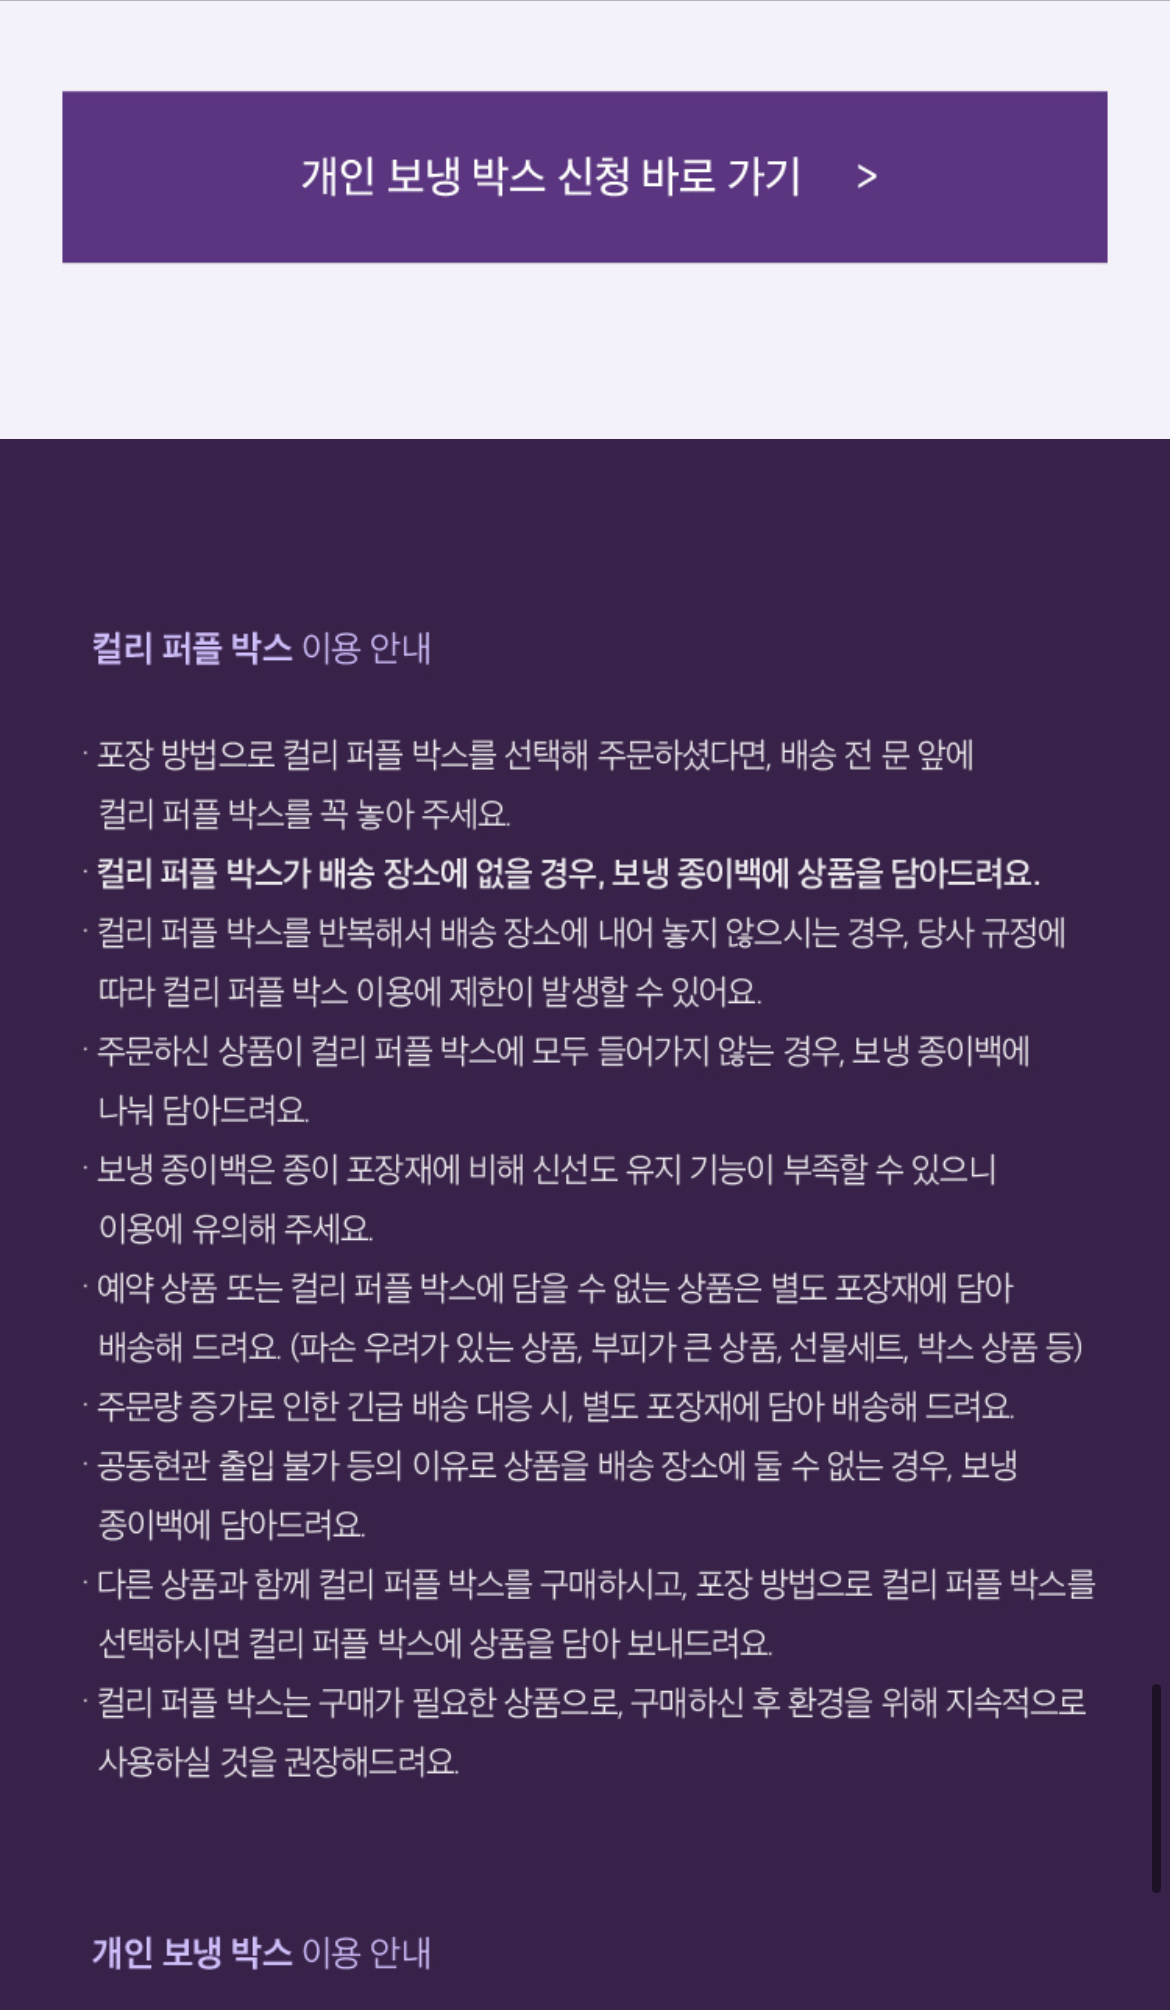 개인 보냉 박스 신청 바로 가기 >
컬리 퍼플 박스 이용 안내
· 포장 방법으로 컬리 퍼플 박스를 선택해 주문하셨다면, 배송 전 문 앞에
컬리 퍼플 박스를 꼭 놓아 주세요.
· 컬리 퍼플 박스가 배송 장소에 없을 경우, 보냉 종이백에 상품을 담아드려요.
· 컬리 퍼플 박스를 반복해서 배송 장소에 내어 놓지 않으시는 경우, 당사 규정에
따라 컬리 퍼플 박스 이용에 제한이 발생할 수 있어요.
· 주문하신 상품이 컬리 퍼플 박스에 모두 들어가지 않는 경우, 보냉 종이백에
나눠 담아드려요.
· 보냉 종이백은 종이 포장재에 비해 신선도 유지 기능이 부족할 수 있으니
이용에 유의해 주세요.
· 예약 상품 또는 컬리 퍼플 박스에 담을 수 없는 상품은 별도 포장재에 담아
배송해 드려요. (파손 우려가 있는 상품, 부피가 큰 상품, 선물세트, 박스 상품 등)
· 주문량 증가로 인한 긴급 배송 대응 시, 별도 포장재에 담아 배송해 드려요.
· 공동현관 출입 불가 등의 이유로 상품을 배송 장소에 둘 수 없는 경우, 보냉
종이백에 담아드려요.
· 다른 상품과 함께 컬리 퍼플 박스를 구매하시고, 포장 방법으로 컬리 퍼플 박스를
선택하시면 컬리 퍼플 박스에 상품을 담아 보내드려요.
· 컬리 퍼플 박스는 구매가 필요한 상품으로, 구매하신 후 환경을 위해 지속적으로
사용하실 것을 권장해드려요.
개인 보냉 박스 이용 안내